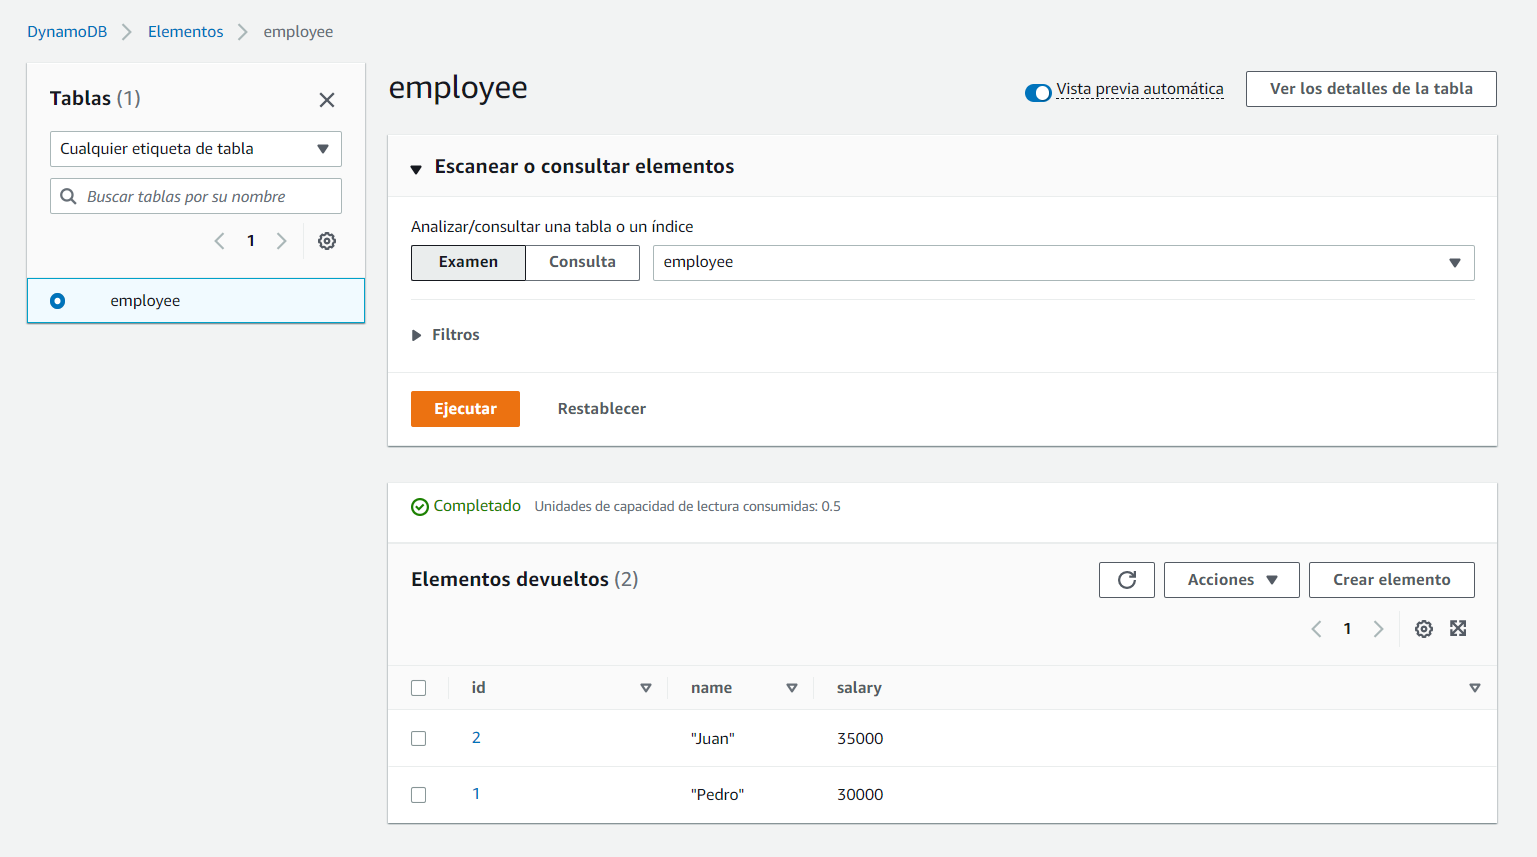 DynamoDB Elementos employee
Tablas (1)
Cualquier etiqueta de tabla
Buscar tablas por su nombre
1
employee
employee
Vista previa automática
Ver los detalles de la tabla
Escanear o consultar elementos
Analizar/consultar una tabla o un índice
Examen Consulta employee
Filtros
Ejecutar Restablecer
Completado Unidades de capacidad de lectura consumidas: 0.5
Elementos devueltos (2)
Acciones Crear elemento
1
id name salary
2 "Juan" 35000
1 "Pedro" 30000